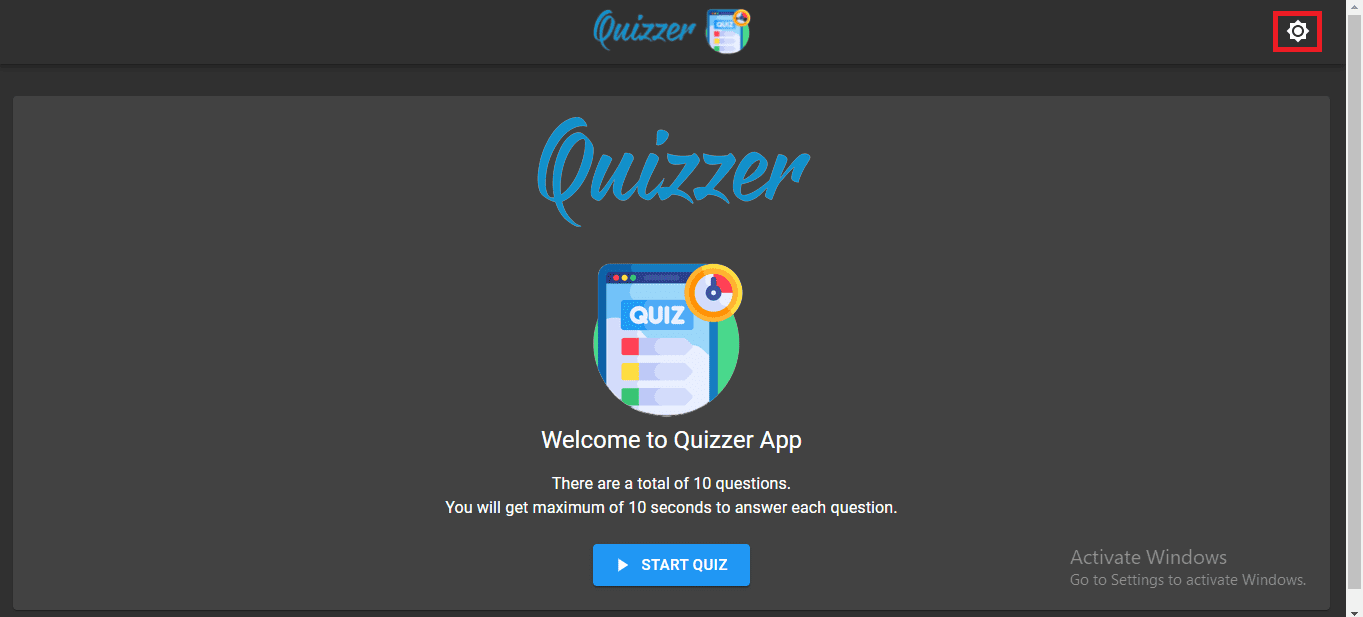 Quizzer QUIZ
Quizzer
QUIZ
Welcome to Quizzer App
There are a total of 10 questions.
You will get maximum of 10 seconds to answer each question.
START QUIZ
Activate Windows
Go to Settings to activate Windows.